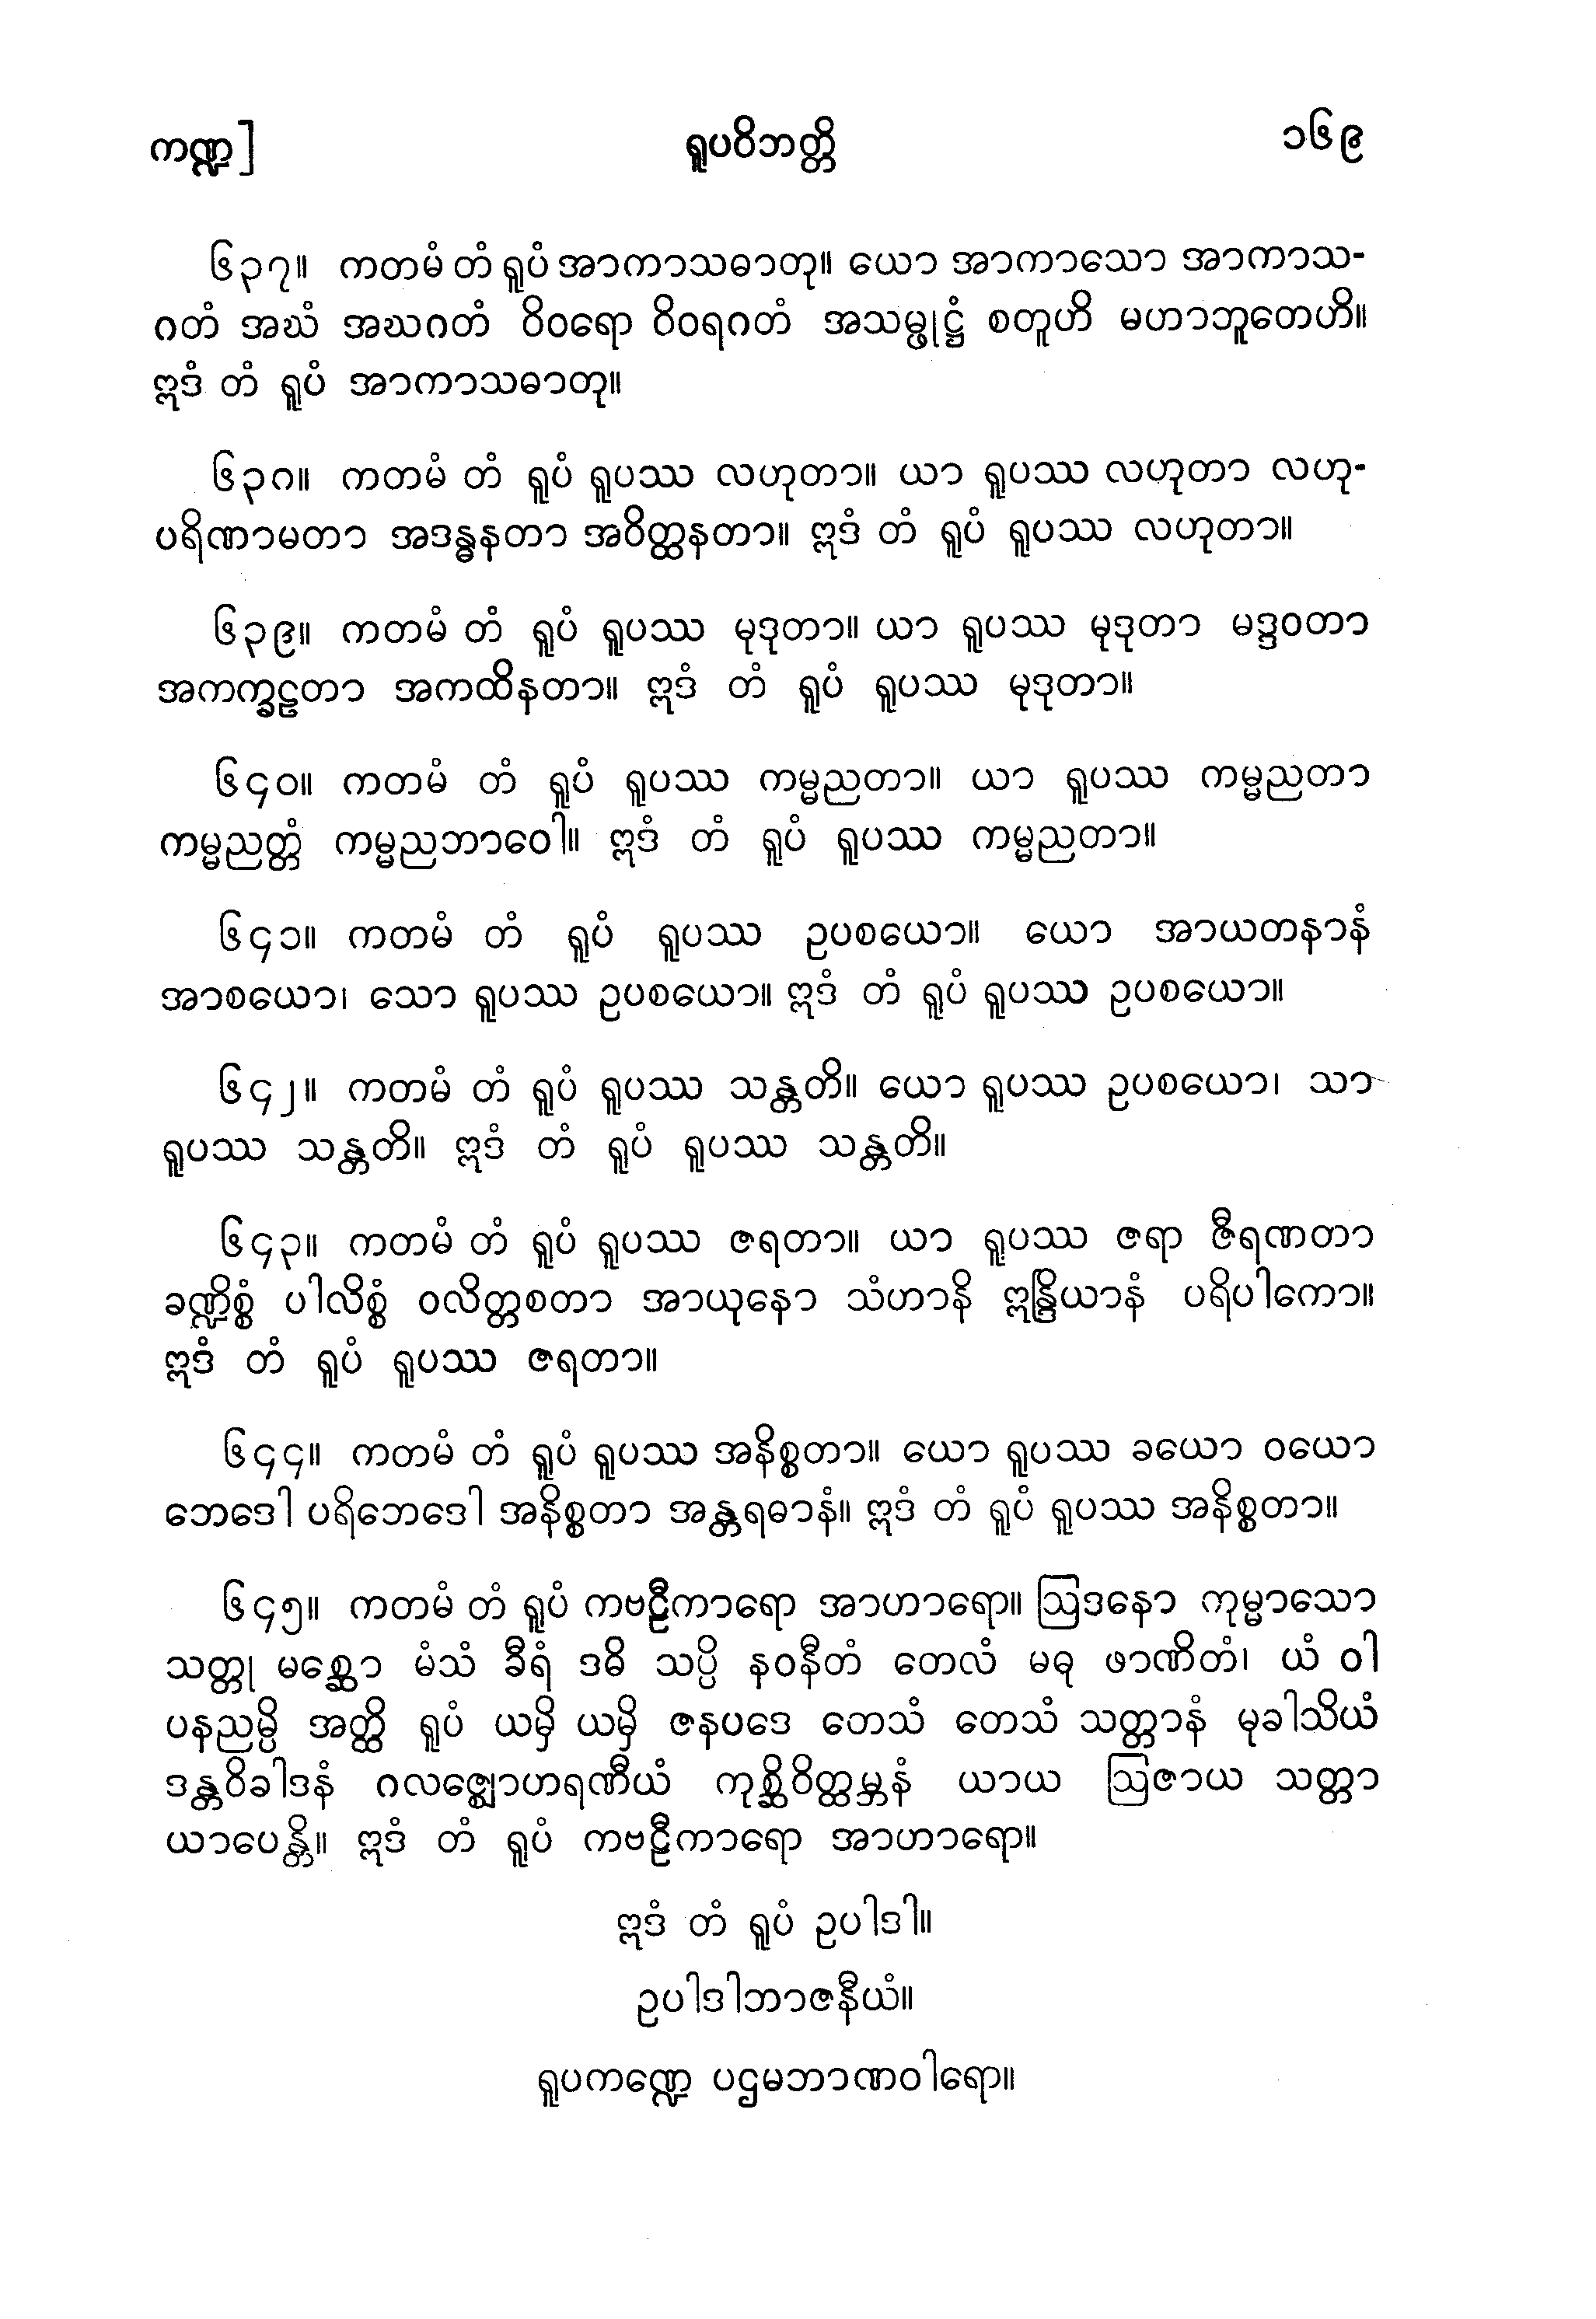 ကဏ္ဍ] ရူပဝိဘတ္တိ ၁၆၉
၆၃၇။ ကတမံ တံ ရူပံ အာကာသဓာတု။ ယော အာကာသော အာကာသ-
ဂတံ အဃံ အဃဂတံ ဝိဝရော ဝိဝရဂတံ အသမ္ဖုဋ္ဌံ စတူဟိ မဟာဘူတေဟိ။
ဣဒံ တံ ရူပံ အာကာသဓာတု။
၆၃၈။ ကတမံ တံ ရူပံ ရူပဿ လဟုတာ။ ယာ ရူပဿ လဟုတာ လဟု-
ပရိဏာမတာ အဒန္ဓနတာ အဝိတ္ထနတာ။ ဣဒံ တံ ရူပံ ရူပဿ လဟုတာ။
၆၃၉။ ကတမံ တံ ရူပံ ရူပဿ မုဒုတာ။ ယာ ရူပဿ မုဒုတာ မဒ္ဒဝတာ
အကက္ခဠတာ အကထိနတာ။ ဣဒံ တံ ရူပံ ရူပဿ မုဒုတာ။
၆၄၀။ ကတမံ တံ ရူပံ ရူပဿ ကမ္မညတာ။ ယာ ရူပဿ ကမ္မညတာ
ကမ္မညတ္တံ ကမ္မညဘာဝေါ။ ဣဒံ တံ ရူပံ ရူပဿ ကမ္မညတာ။
၆၄၁။ ကတမံ တံ ရူပံ ရူပဿ ဥပစယော။ ယော အာယတနာနံ
အာစယော၊ သော ရူပဿ ဥပစယော။ ဣဒံ တံ ရူပံ ရူပဿ ဥပစယော။
၆၄၂။ ကတမံ တံ ရူပံ ရူပဿ သန္တတိ။ ယော ရူပဿ ဥပစယော၊ သာ
ရူပဿ သန္တတိ။ ဣဒံ တံ ရူပံ ရူပဿ သန္တတိ။
၆၄၃။ ကတမံ တံ ရူပံ ရူပဿ ဇရတာ။ ယာ ရူပဿ ဇရာ ဇီရဏတာ
ခဏ္ဍိစ္စံ ပါလိစ္စံ ဝလိတ္တစတာ အာယုနော သံဟာနိ ဣန္ဒြိယာနံ ပရိပါကော။
ဣဒံ တံ ရူပံ ရူပဿ ဇရတာ။
၆၄၄။ ကတမံ တံ ရူပံ ရူပဿ အနိစ္စတာ။ ယော ရူပဿ ခယော ဝယော
ဘေဒေါ ပရိဘေဒေါ အနိစ္စတာ အန္တရဓာနံ။ ဣဒံ တံ ရူပံ ရူပဿ အနိစ္စတာ။
၆၄၅။ ကတမံ တံ ရူပံ ကဗဠီကာရော အာဟာရော။ ဩဒနော ကုမ္မာသော
သတ္တု မစ္ဆော မံသံ ခီရံ ဒဓိ သပ္ပိ နဝနီတံ တေလံ မဓု ဖာဏိတံ၊ ယံ ဝါ
ပနညမ္ပိ အတ္ထိ ရူပံ ယမှိ ယမှိ ဇနပဒေ တေသံ တေသံ သတ္တာနံ မုခါသိယံ
ဒန္တဝိခါဒနံ ဂလဇ္ဈောဟရဏီယံ ကုစ္ဆိဝိတ္ထမ္ဘနံ ယာယ ဩဇာယ သတ္တာ
ယာပေန္တိ။ ဣဒံ တံ ရူပံ ကဗဠီကာရော အာဟာရော။
ဣဒံ တံ ရူပံ ဥပါဒါ။
ဥပါဒါဘာဇနီယံ။
ရူပကဏ္ဍေ ပဌမဘာဏဝါရော။